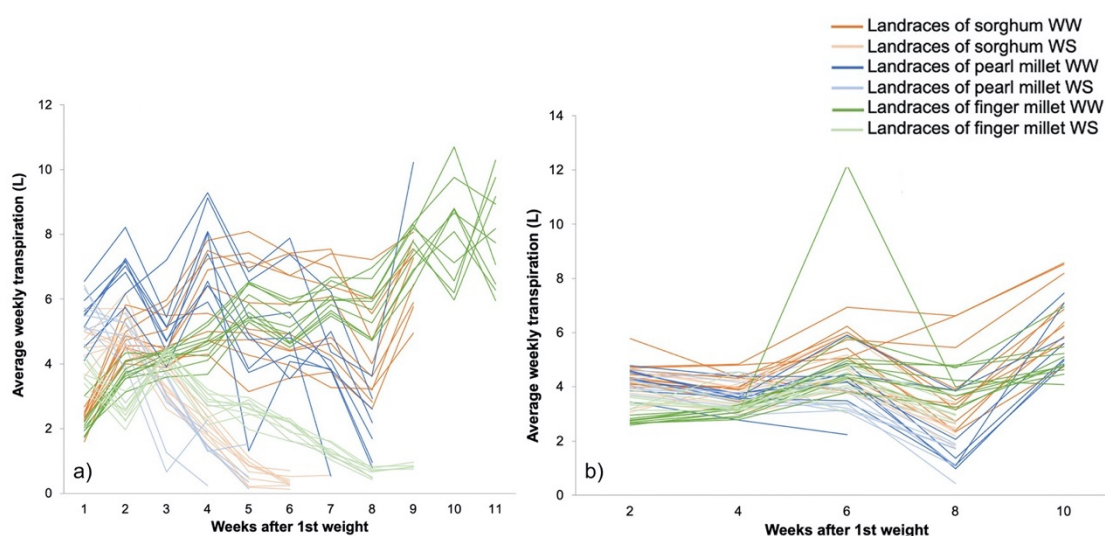 Landraces of sorghum WW
Landraces of sorghum WS
Landraces of pearl millet WW
Landraces of pearl millet WS
Landraces of finger millet WW
Landraces of finger millet WS
Average weekly transpiration (L)
12
10
8
6
4
2
0
a)
1 2 3 4 5 6 7 8 9 10 11
Weeks after 1st weight
Average weekly transpiration (L)
14
12
10
8
6
4
2
0
b)
2 4 6 8 10
Weeks after 1st weight